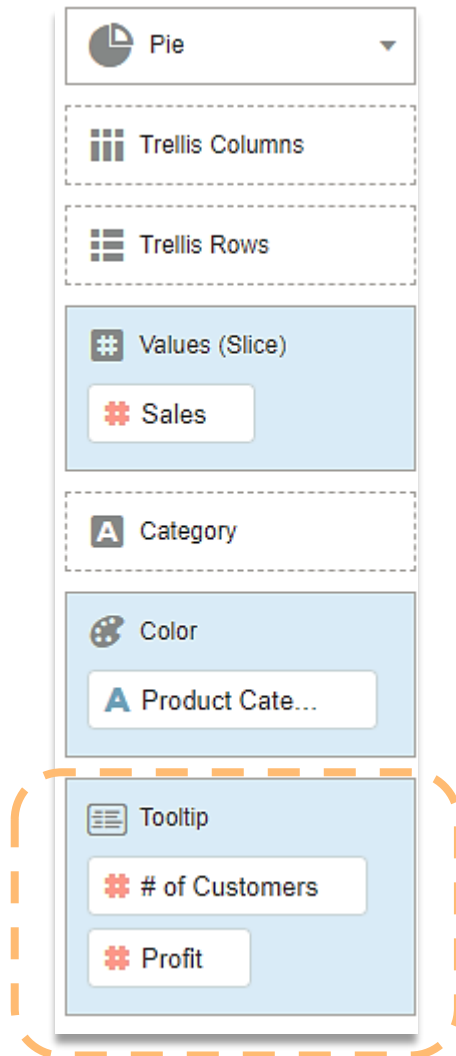 Pie
Trellis Columns
Trellis Rows
# Values (Slice)
# Sales
A Category
Color
A Product Cate...
Tooltip
# # of Customers
# Profit